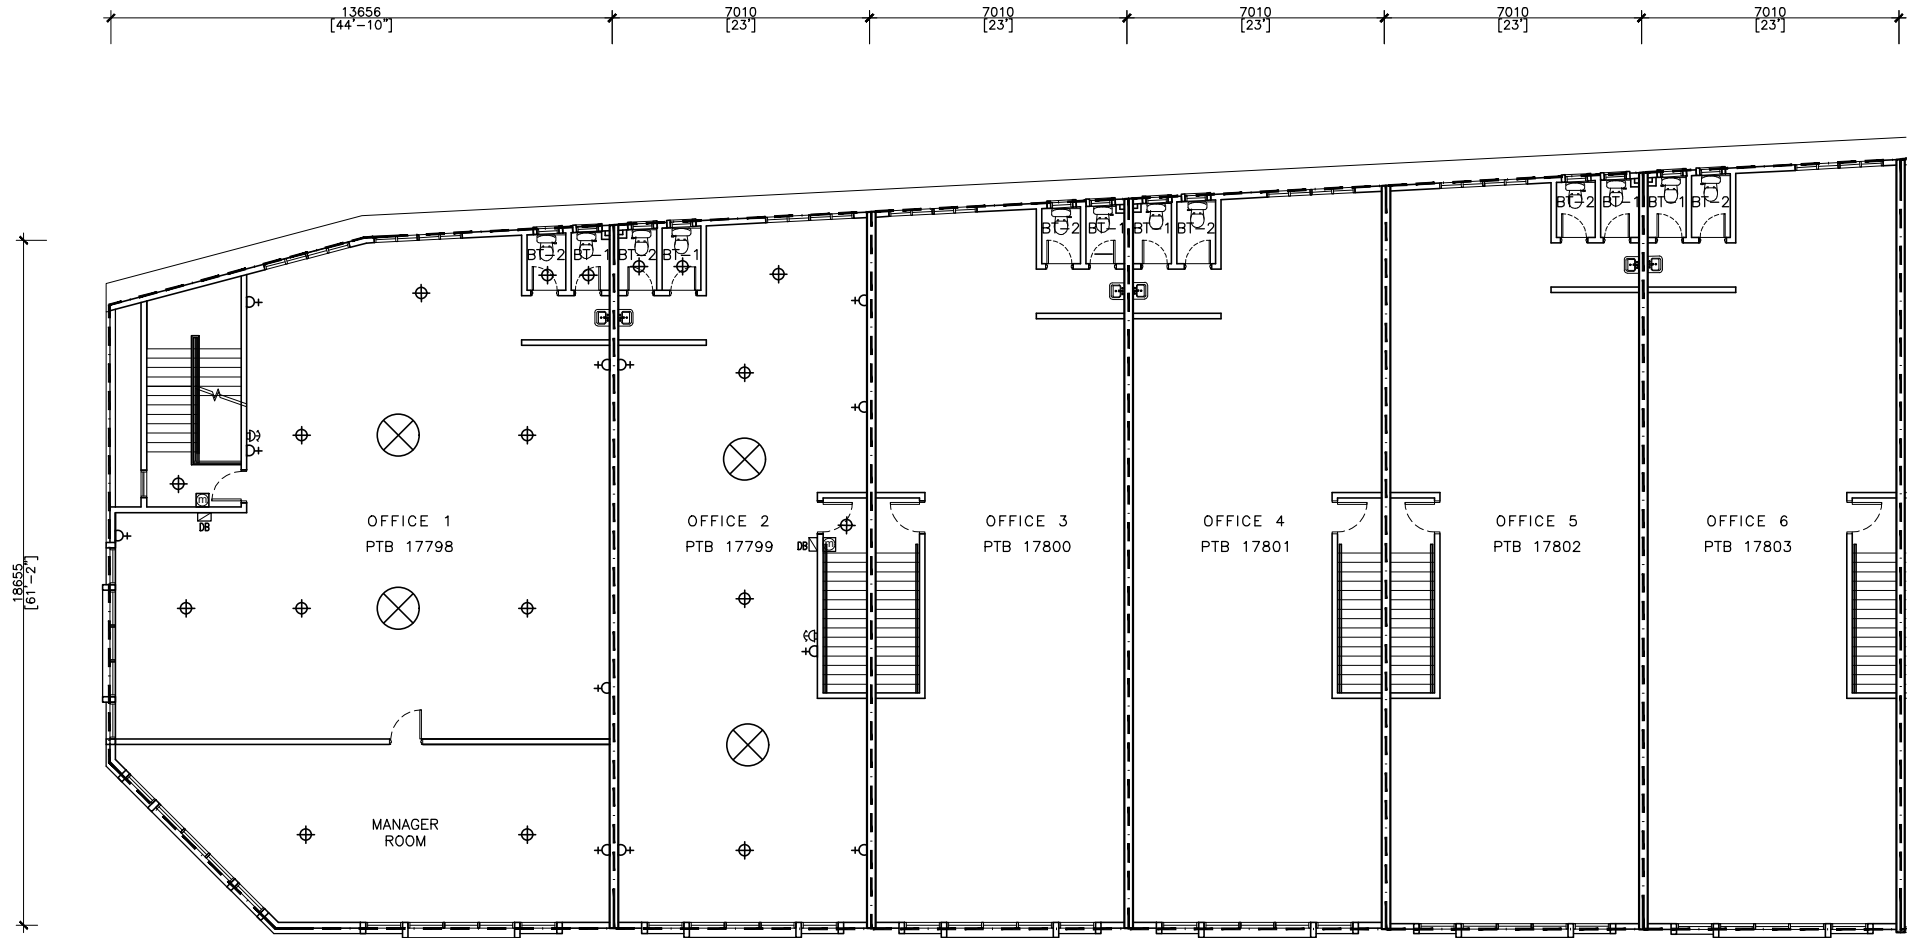 13656
[44'-10"]
7010
[23']
7010
[23']
7010
[23']
7010
[23']
7010
[23']
18655
[61'-2"]
BT-2
BT-1
BT-2
BT-1
BT-2
BT-1
BT-1
BT-2
BT-2
BT-1
BT-1
BT-2
m
DB
DB
m
OFFICE 1
PTB 17798
OFFICE 2
PTB 17799
OFFICE 3
PTB 17800
OFFICE 4
PTB 17801
OFFICE 5
PTB 17802
OFFICE 6
PTB 17803
MANAGER
ROOM